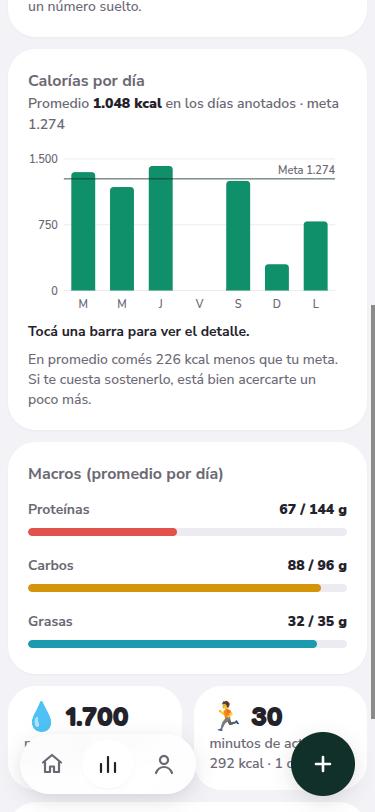 un número suelto.
Calorías por día
Promedio 1.048 kcal en los días anotados · meta
1.274
1.500
Meta 1.274
750
0
M M J V S D L
Tocá una barra para ver el detalle.
En promedio comés 226 kcal menos que tu meta.
Si te cuesta sostenerlo, está bien acercarte un
poco más.
Macros (promedio por día)
Proteínas 67 / 144 g
Carbos 88 / 96 g
Grasas 32 / 35 g
1.700
30
minutos de
292 kcal · 1